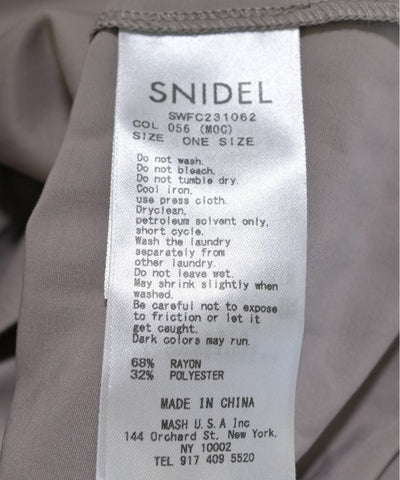 SNIDEL
SWFC231062
COL 056 (MOC)
SIZE ONE SIZE
Do not wash.
Do not bleach.
Do not tumble dry.
Cool iron,
use press cloth.
Dryclean,
petroleum solvent only,
short cycle.
Wash the laundry
separately from
other laundry.
Do not leave wet.
May shrink slightly when
washed.
Be careful not to expose
to friction or let it
get caught.
Dark colors may run.
68% RAYON
32% POLYESTER
MADE IN CHINA
MASH U.S.A Inc
144 Orchard St. New York.
NY 10002
TEL 917 409 5520